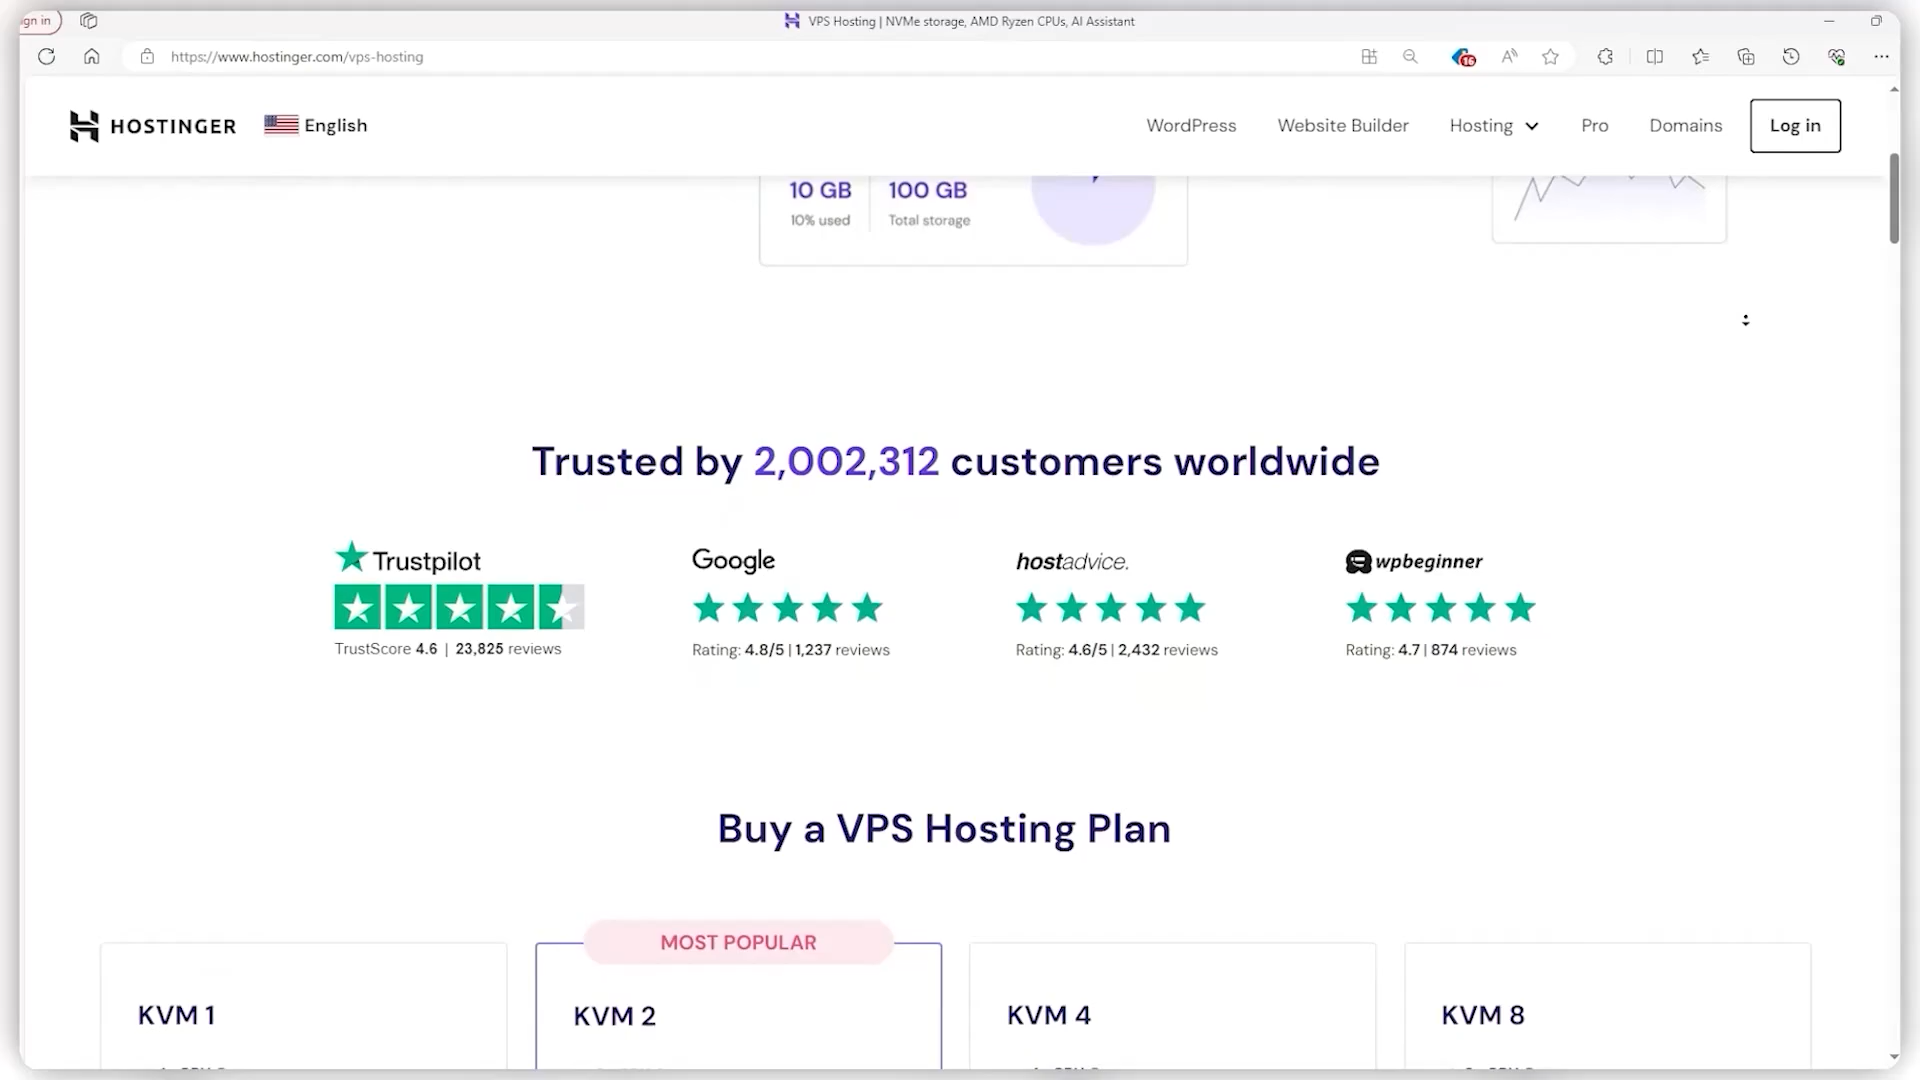 gn in
VPS Hosting | NVMe storage, AMD Ryzen CPUs, AI Assistant
https://www.hostinger.com/vps-hosting
16
HOSTINGER
English
WordPress
Website Builder
Hosting
Pro
Domains
Log in
10 GB
10% used
100 GB
Total storage
Trusted by 2,002,312 customers worldwide
Trustpilot
TrustScore 4.6 | 23,825 reviews
Google
Rating: 4.8/5 | 1,237 reviews
hostadvice.
Rating: 4.6/5 | 2,432 reviews
wpbeginner
Rating: 4.7 | 874 reviews
Buy a VPS Hosting Plan
MOST POPULAR
KVM 1
KVM 2
KVM 4
KVM 8